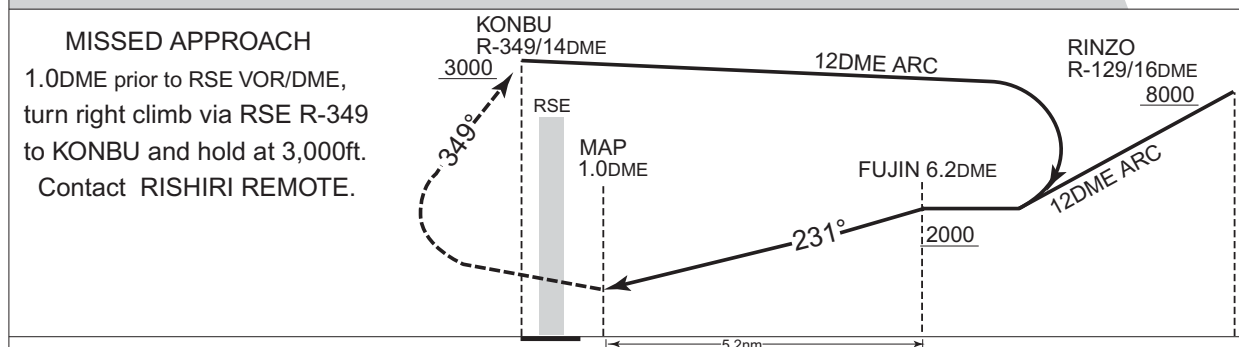 MISSED APPROACH
1.0DME prior to RSE VOR/DME,
turn right climb via RSE R-349
to KONBU and hold at 3,000ft.
Contact RISHIRI REMOTE.
KONBU
R-349/14DME
3000
349°
RSE
MAP
1.0DME
12DME ARC
FUJIN 6.2DME
231°
2000
RINZO
R-129/16DME
8000
12DME ARC
5.2nm